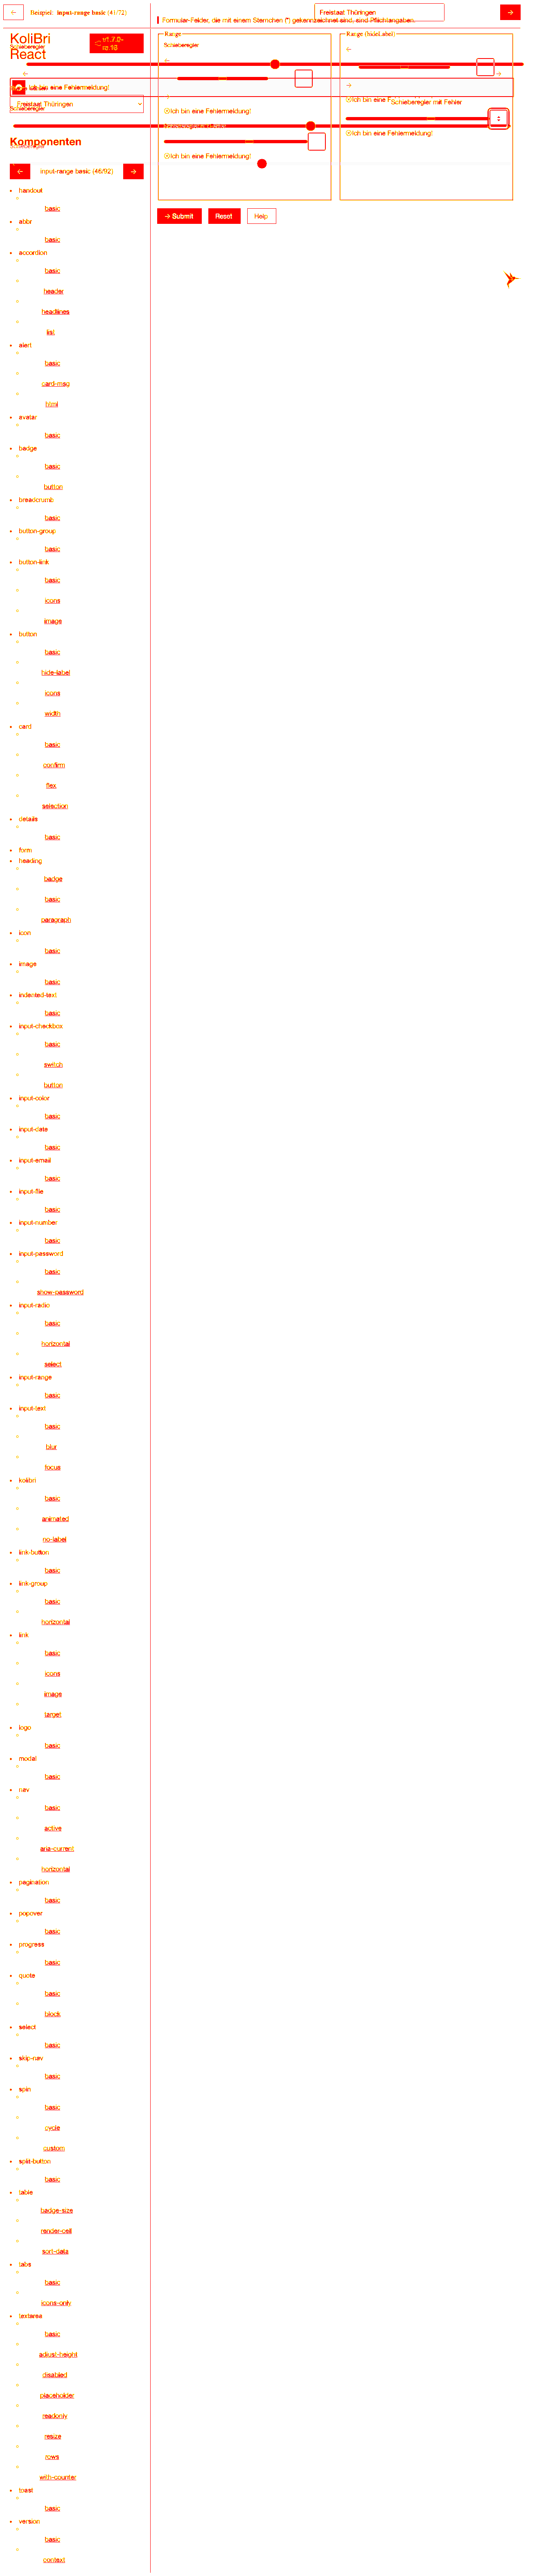 Beispiel: input-range basic (41/72)
Freistaat Thüringen
Formular-Felder, die mit einem Sternchen (*) gekennzeichnet sind, sind Pflichtangaben.
KoliBri
React
v1.7.0-
rc.16
Schieberegler
Ich bin eine Fehlermeldung!
Freistaat Thüringen
Schieberegler
Komponenten
Range
Schieberegler
Ich bin eine Fehlermeldung!
Ich bin eine Fehlermeldung!
Range (hideLabel)
Schieberegler mit Fehler
Ich bin eine Fehlermeldung!
Submit
Reset
Help
input-range basic (46/92)
handout
basic
abbr
basic
accordion
basic
header
headlines
list
alert
basic
card-msg
html
avatar
basic
badge
basic
button
breadcrumb
basic
button-group
basic
button-link
basic
icons
image
button
basic
hide-label
icons
width
card
basic
confirm
flex
selection
details
basic
form
heading
badge
basic
paragraph
icon
basic
image
basic
indented-text
basic
input-checkbox
basic
switch
button
input-color
basic
input-date
basic
input-email
basic
input-file
basic
input-number
basic
input-password
basic
show-password
input-radio
basic
horizontal
select
input-range
basic
input-text
basic
blur
focus
kolibri
basic
animated
no-label
link-button
basic
link-group
basic
horizontal
link
basic
icons
image
target
logo
basic
modal
basic
nav
basic
active
aria-current
horizontal
pagination
basic
popover
basic
progress
basic
quote
basic
block
select
basic
skip-nav
basic
spin
basic
cycle
custom
split-button
basic
table
badge-size
render-cell
sort-data
tabs
basic
icons-only
textarea
basic
adjust-height
disabled
placeholder
readonly
resize
rows
with-counter
toast
basic
version
basic
context